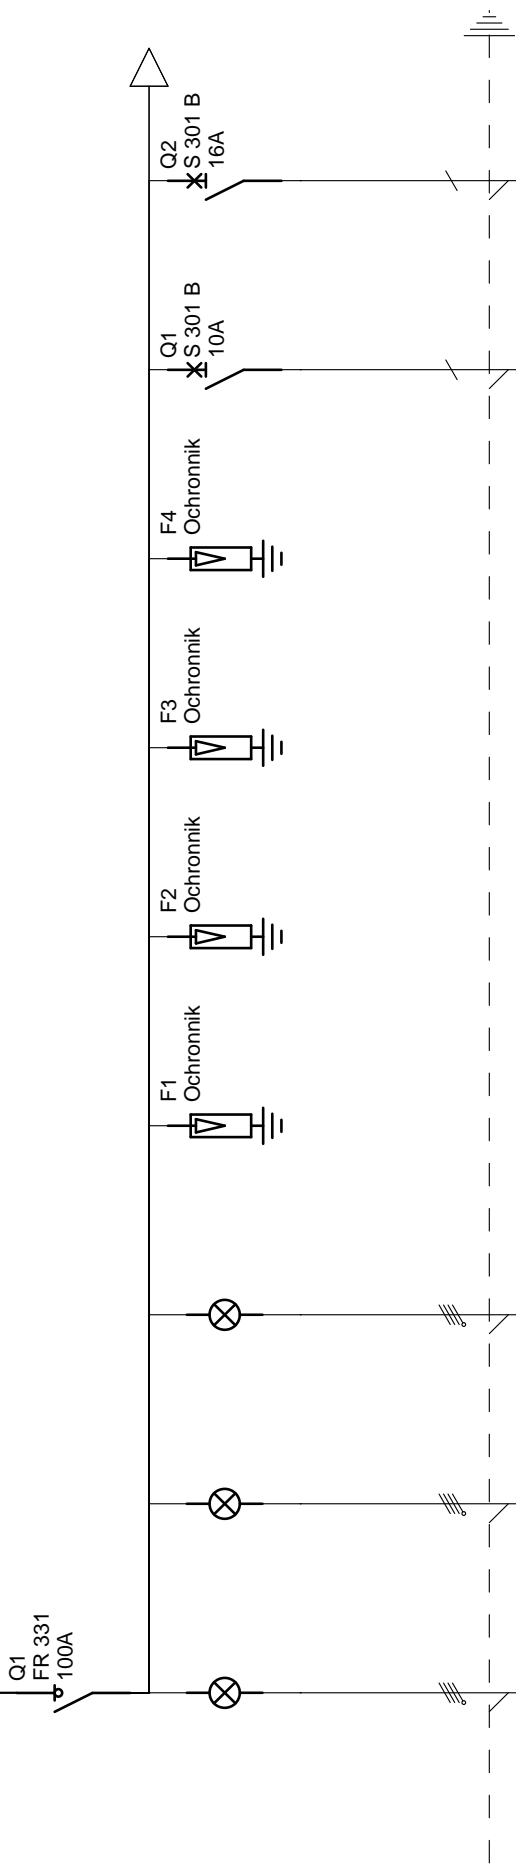 Q1
FR 331
100A
F1
Ochronnik
F2
Ochronnik
F3
Ochronnik
F4
Ochronnik
Q1
S 301 B
10A
Q2
S 301 B
16A